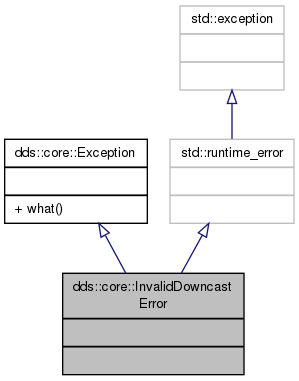 std::exception
dds::core::Exception
+ what()
std::runtime_error
dds::core::InvalidDowncast
Error